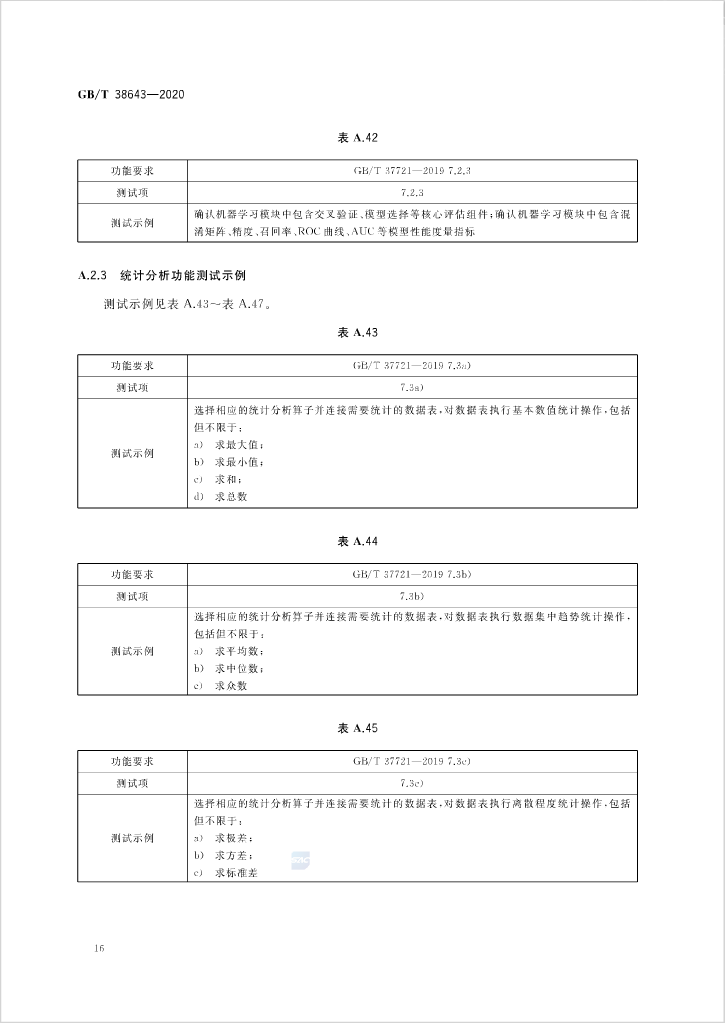 GB/T 38643—2020
表 A.42
功能要求 GB/T 37721—2019 7.2.3
测试项 7.2.3
测试示例
确认机器学习模块中包含交叉验证、模型选择等核心评估组件;确认机器学习模块中包含混
淆矩阵、精度、召回率、ROC 曲线、AUC 等模型性能度量指标
A.2.3 统计分析功能测试示例
测试示例见表 A.43～表 A.47。
表 A.43
功能要求 GB/T 37721—2019 7.3a)
测试项 7.3a)
测试示例
选择相应的统计分析算子并连接需要统计的数据表,对数据表执行基本数值统计操作,包括
但不限于:
a) 求最大值;
b) 求最小值;
c) 求和;
d) 求总数
表 A.44
功能要求 GB/T 37721—2019 7.3b)
测试项 7.3b)
测试示例
选择相应的统计分析算子并连接需要统计的数据表,对数据表执行数据集中趋势统计操作,
包括但不限于:
a) 求平均数;
b) 求中位数;
c) 求众数
表 A.45
功能要求 GB/T 37721—2019 7.3c)
测试项 7.3c)
测试示例
选择相应的统计分析算子并连接需要统计的数据表,对数据表执行离散程度统计操作,包括
但不限于:
a) 求极差;
b) 求方差;
c) 求标准差
16